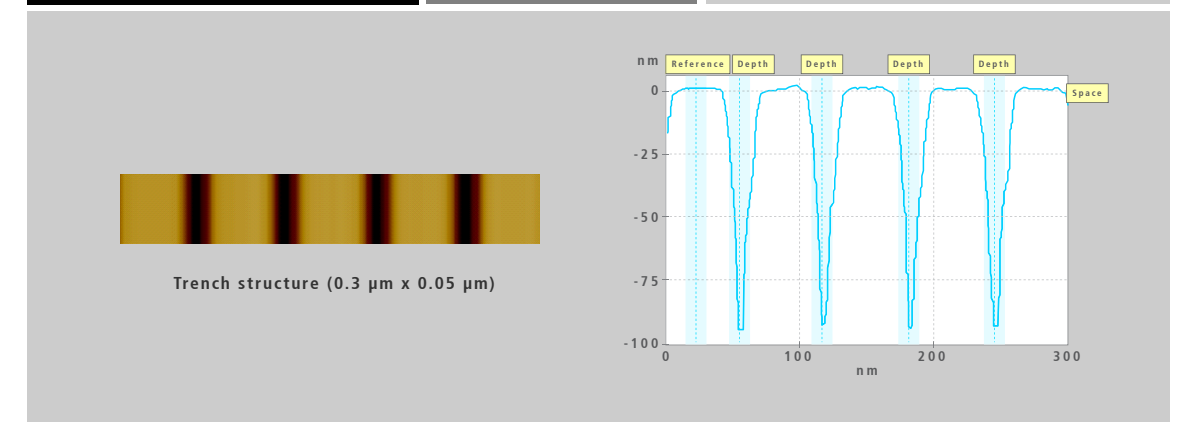 nm
Reference
Depth
Depth
Depth
Depth
Space
0
-25
-50
-75
-100
0
100
200
300
nm
Trench structure (0.3 µm x 0.05 µm)